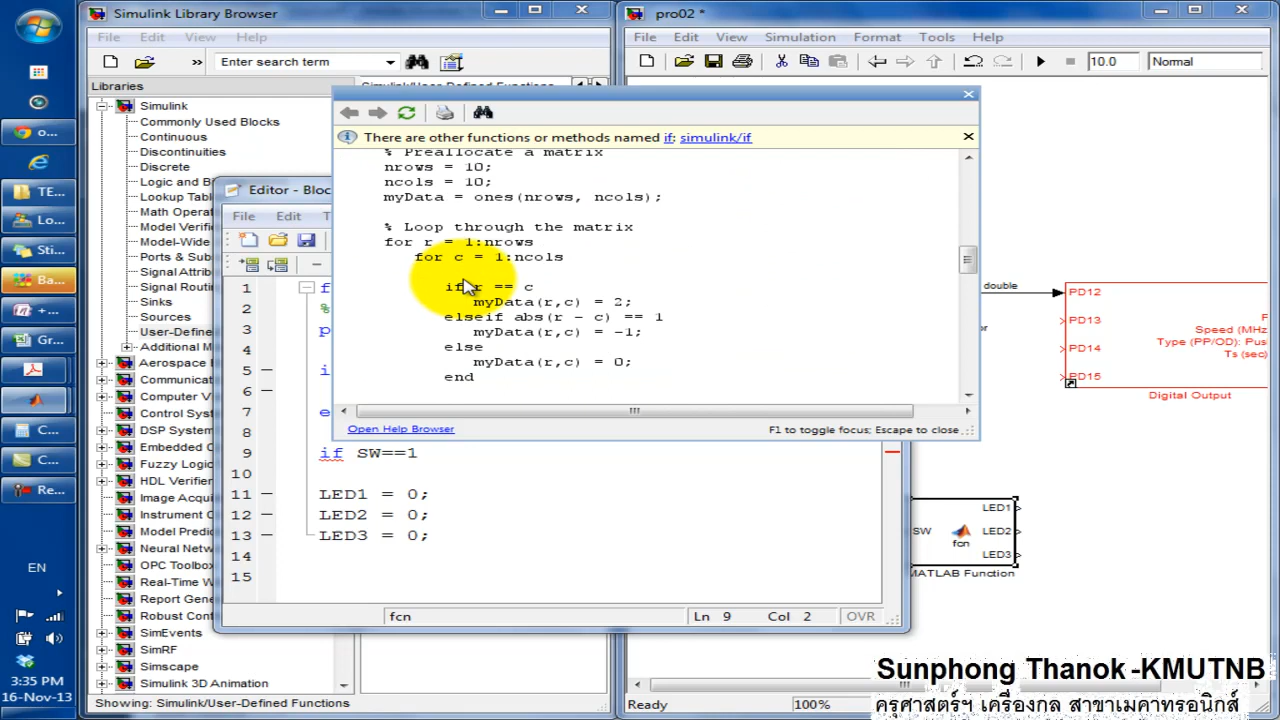 Simulink Library Browser
File Edit View Help
Enter search term
Libraries
Simulink
Commonly Used Blocks
Continuous
Discontinuities
Discrete
Logic and B
Lookup Tabl
Math Operat
Model Verifi
Model-Wide
Ports & Sub
Signal Attrib
Signal Routi
Sinks
Sources
User-Define
Additional M
Aerospace B
Communicat
Computer V
Control Syst
DSP System
Embedded C
Fuzzy Logic
HDL Verifier
Image Acqui
Instrument C
Model Predi
Neural Netw
OPC Toolbox
Real-Time W
Report Gene
Robust Cont
SimEvents
SimRF
Simscape
Simulink 3D Animation
Showing: Simulink/User-Defined Functions
pro02 *
File Edit View Simulation Format Tools Help
10.0 Normal
There are other functions or methods named if: simulink/if
% Preallocate a matrix
nrows = 10;
ncols = 10;
myData = ones(nrows, ncols);
% Loop through the matrix
for r = 1:nrows
for c = 1:ncols
if r == c
myData(r,c) = 2;
elseif abs(r - c) == 1
myData(r,c) = -1;
else
myData(r,c) = 0;
end
Open Help Browser
F1 to toggle focus; Escape to close
Editor - Bloc
File Edit T
1 f
2 %
3 p
4
5 i
6
7 e
8
9 if SW==1
10
11 LED1 = 0;
12 LED2 = 0;
13 LED3 = 0;
14
15
fcn
Ln 9 Col 2 OVR
double
PD12
PD13
PD14
PD15
F
Speed (MHz
Type (PP/OD): Pus
Ts (sec)
Digital Output
SW
fcn
LED1
LED2
LED3
MATLAB Function
Ready 100%
o...
TE...
Lo...
Sti...
Ba...
+...
Gr...
C...
C...
Re...
EN
3:35 PM
16-Nov-13
Sunphong Thanok -KMUTNB
ครุศาสตร์ฯ เครื่องกล สาขาเมคาทรอนิกส์